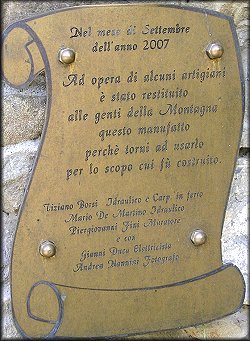 Nel mese di Settembre
dell'anno 2007
Ad opera di alcuni artigiani
è stato restituito
alle genti della Montagna
questo manufatto
perchè torni ad usarlo
per lo scopo cui fù costruito.
Tiziano Borsi Idraulico e Carp. in ferro
Mario De Martino Idraulico
Piergiovanni Fini Muratore
e con
Gianni Duca Elettricista
Andrea Nannini Fotografo